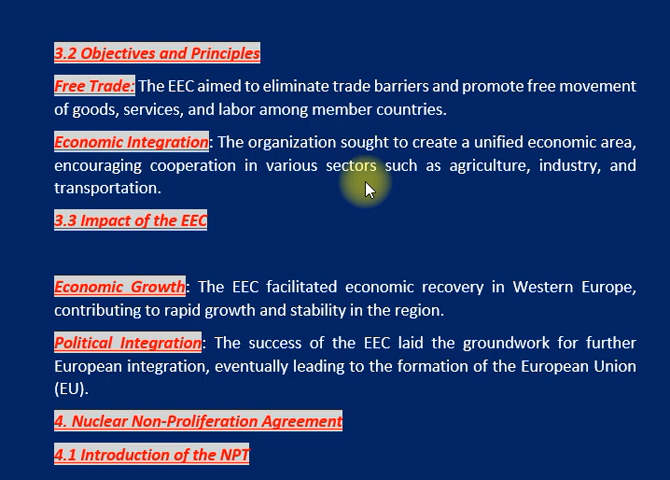 3.2 Objectives and Principles
Free Trade: The EEC aimed to eliminate trade barriers and promote free movement
of goods, services, and labor among member countries.
Economic Integration: The organization sought to create a unified economic area,
encouraging cooperation in various sectors such as agriculture, industry, and
transportation.
3.3 Impact of the EEC
Economic Growth: The EEC facilitated economic recovery in Western Europe,
contributing to rapid growth and stability in the region.
Political Integration: The success of the EEC laid the groundwork for further
European integration, eventually leading to the formation of the European Union
(EU).
4. Nuclear Non-Proliferation Agreement
4.1 Introduction of the NPT